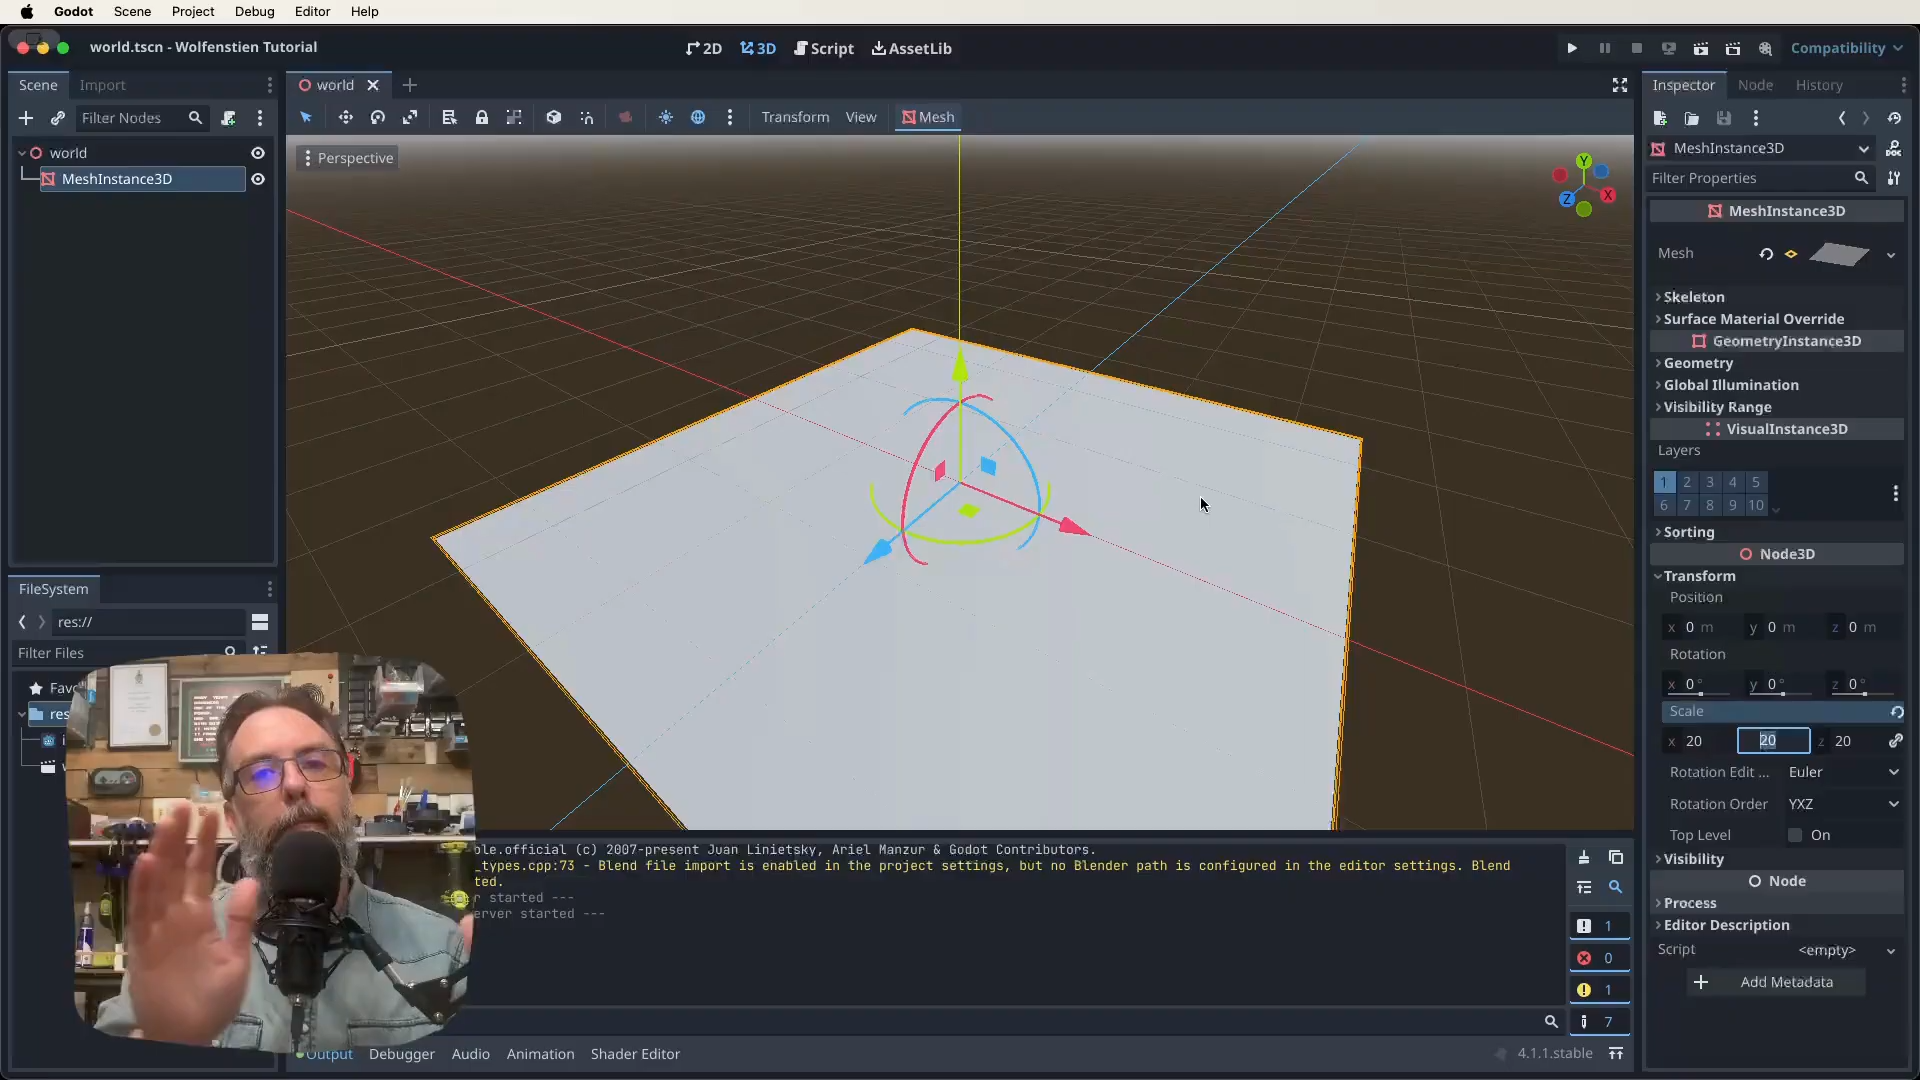 Godot Scene Project Debug Editor Help
world.tscn - Wolfenstien Tutorial
2D 3D Script AssetLib
Compatibility
Scene Import
world
Inspector Node History
Filter Nodes
Transform View Mesh
world
MeshInstance3D
Perspective
Y
X
Z
MeshInstance3D
Filter Properties
MeshInstance3D
Mesh
Skeleton
Surface Material Override
GeometryInstance3D
Geometry
Global Illumination
Visibility Range
VisualInstance3D
Layers
1 2 3 4 5
6 7 8 9 10
Sorting
Node3D
Transform
Position
x 0 m y 0 m z 0 m
Rotation
x 0 ° y 0 ° z 0 °
Scale
x 20 20 z 20
Rotation Edit ... Euler
Rotation Order YXZ
Top Level On
Visibility
Node
Process
Editor Description
Script <empty>
Add Metadata
FileSystem
res://
Filter Files
Favo
res
ble.official (c) 2007-present Juan Linietsky, Ariel Manzur & Godot Contributors.
_types.cpp:73 - Blend file import is enabled in the project settings, but no Blender path is configured in the editor settings. Blend
ted.
r started ---
erver started ---
1
0
1
7
Output Debugger Audio Animation Shader Editor
4.1.1.stable